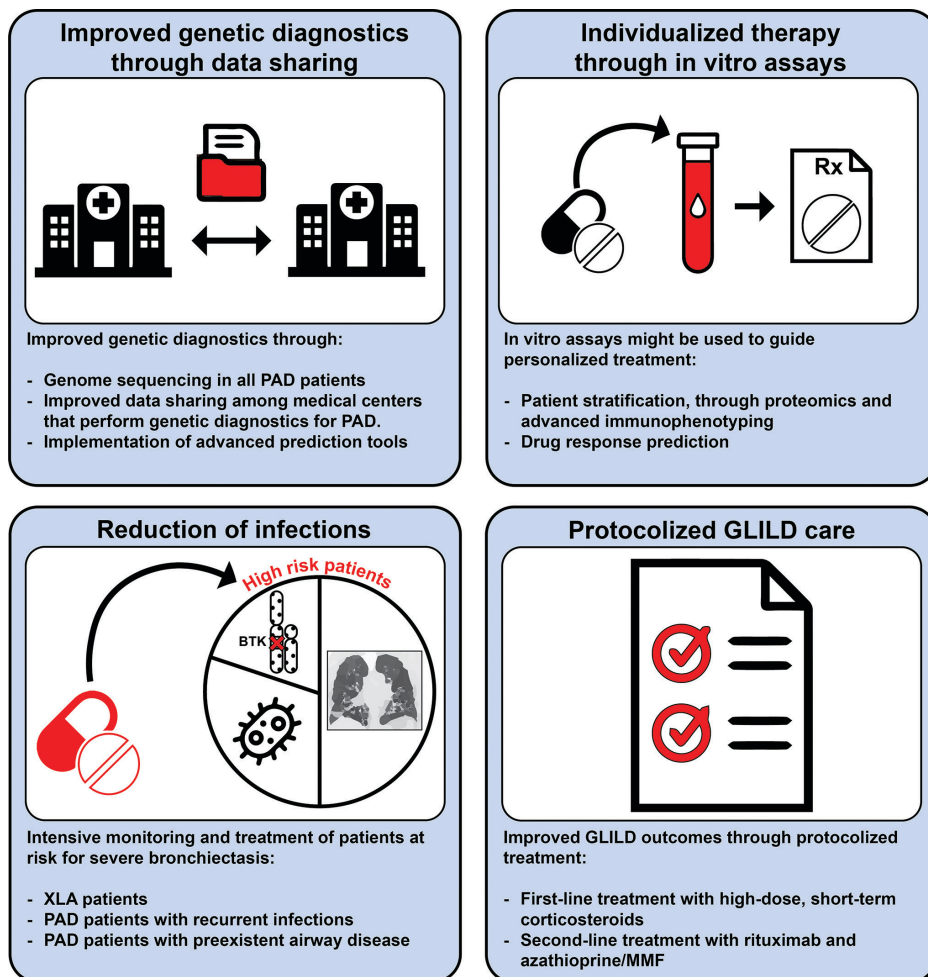 Improved genetic diagnostics
through data sharing
Improved genetic diagnostics through:
- Genome sequencing in all PAD patients
- Improved data sharing among medical centers
that perform genetic diagnostics for PAD.
- Implementation of advanced prediction tools
Individualized therapy
through in vitro assays
Rx
In vitro assays might be used to guide
personalized treatment:
- Patient stratification, through proteomics and
advanced immunophenotyping
- Drug response prediction
Reduction of infections
High risk patients
BTK
Intensive monitoring and treatment of patients at
risk for severe bronchiectasis:
- XLA patients
- PAD patients with recurrent infections
- PAD patients with preexistent airway disease
Protocolized GLILD care
Improved GLILD outcomes through protocolized
treatment:
- First-line treatment with high-dose, short-term
corticosteroids
- Second-line treatment with rituximab and
azathioprine/MMF